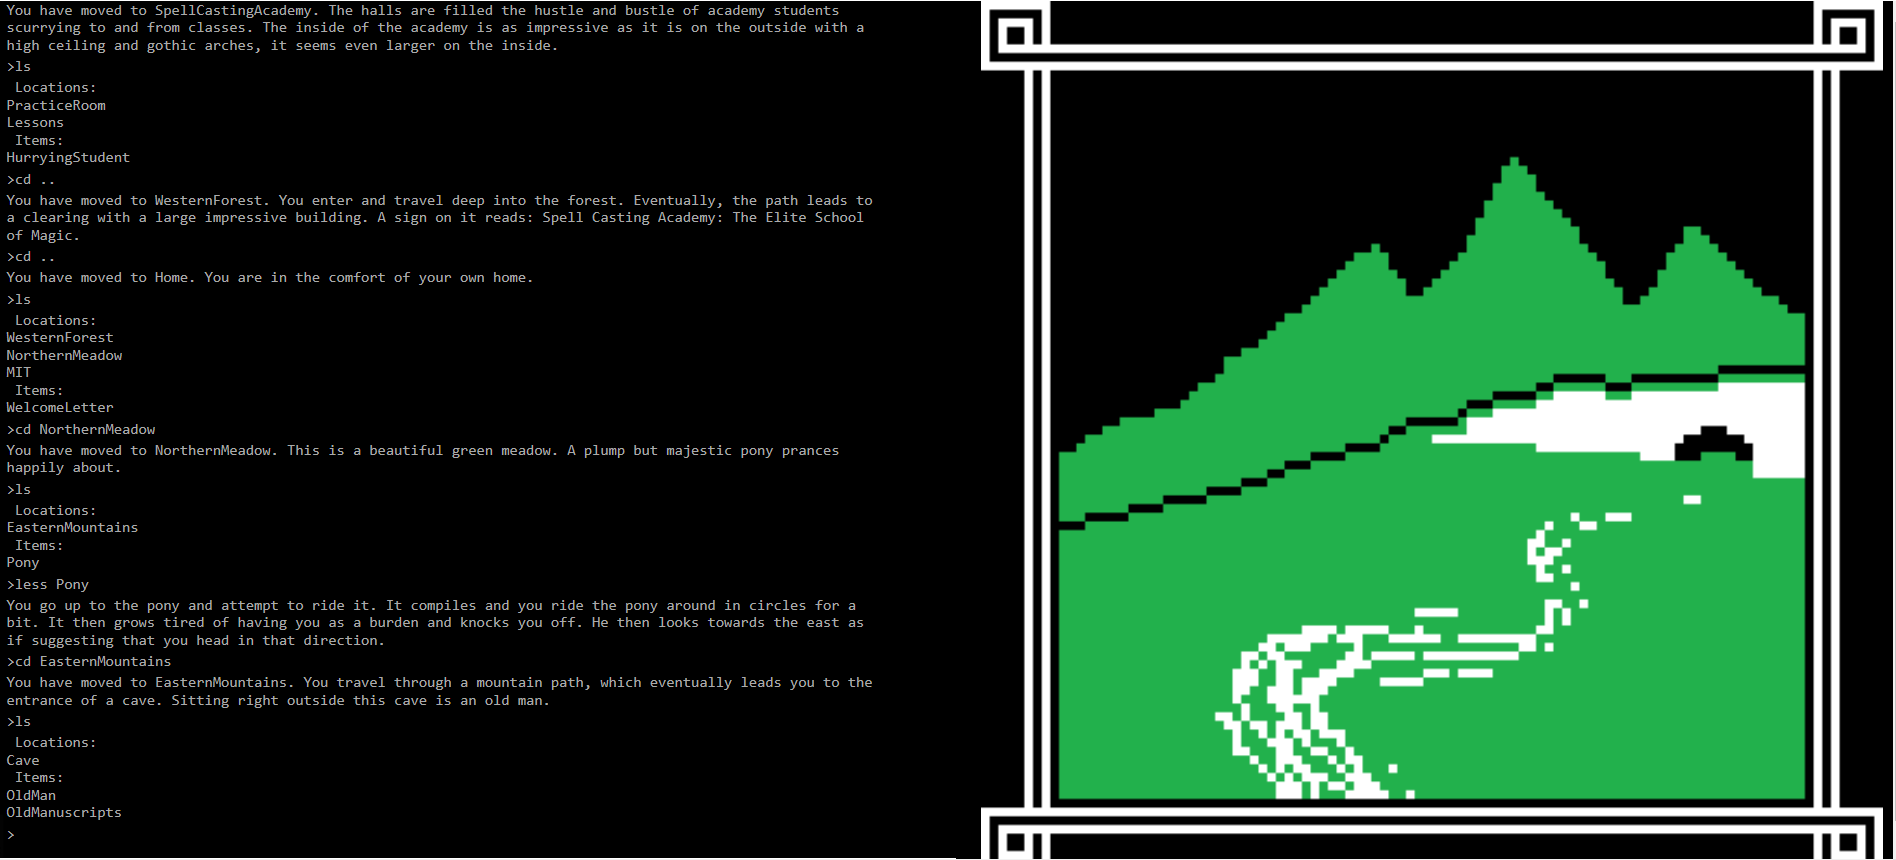 You have moved to SpellCastingAcademy. The halls are filled the hustle and bustle of academy students
scurrying to and from classes. The inside of the academy is as impressive as it is on the outside with a
high ceiling and gothic arches, it seems even larger on the inside.
>ls
Locations:
PracticeRoom
Lessons
Items:
HurryingStudent
>cd ..
You have moved to WesternForest. You enter and travel deep into the forest. Eventually, the path leads to
a clearing with a large impressive building. A sign on it reads: Spell Casting Academy: The Elite School
of Magic.
>cd ..
You have moved to Home. You are in the comfort of your own home.
>ls
Locations:
WesternForest
NorthernMeadow
MIT
Items:
WelcomeLetter
>cd NorthernMeadow
You have moved to NorthernMeadow. This is a beautiful green meadow. A plump but majestic pony prances
happily about.
>ls
Locations:
EasternMountains
Items:
Pony
>less Pony
You go up to the pony and attempt to ride it. It compiles and you ride the pony around in circles for a
bit. It then grows tired of having you as a burden and knocks you off. He then looks towards the east as
if suggesting that you head in that direction.
>cd EasternMountains
You have moved to EasternMountains. You travel through a mountain path, which eventually leads you to the
entrance of a cave. Sitting right outside this cave is an old man.
>ls
Locations:
Cave
Items:
OldMan
OldManuscripts
>